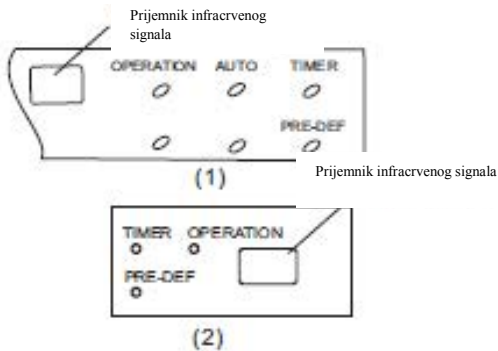 Prijemnik infracrvenog
signala
OPERATION AUTO TIMER
PRE-DEF
(1)
Prijemnik infracrvenog signala
TIMER OPERATION
PRE-DEF
(2)